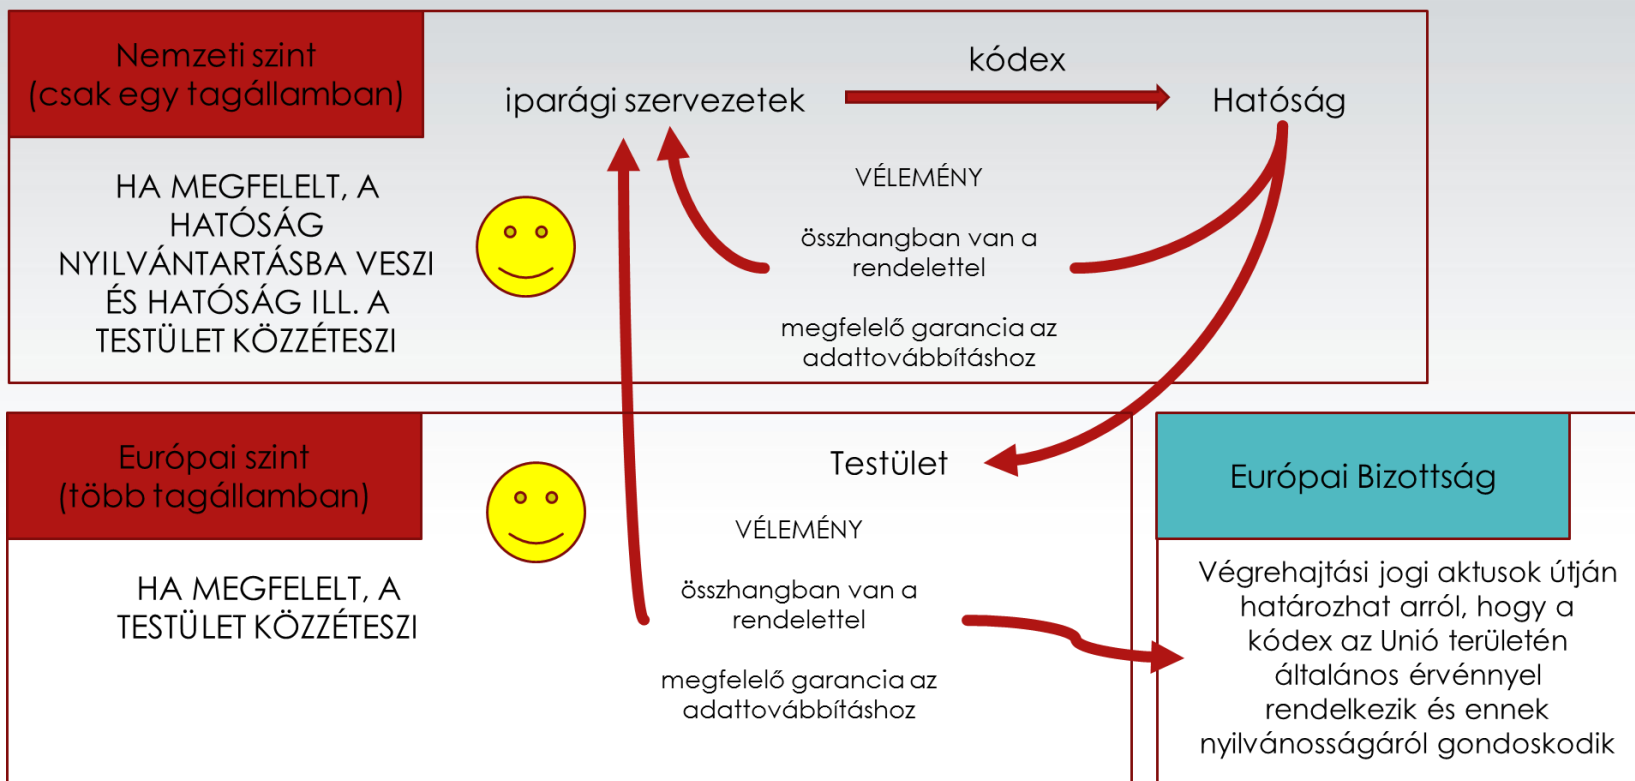 Nemzeti szint
(csak egy tagállamban)
iparági szervezetek
kódex
Hatóság
HA MEGFELELT, A
HATÓSÁG
NYILVÁNTARTÁSBA VESZI
ÉS HATÓSÁG ILL. A
TESTÜLET KÖZZÉTESZI
VÉLEMÉNY
összhangban van a
rendelettel
megfelelő garancia az
adattovábbításhoz
Európai szint
(több tagállamban)
HA MEGFELELT, A
TESTÜLET KÖZZÉTESZI
Testület
VÉLEMÉNY
összhangban van a
rendelettel
megfelelő garancia az
adattovábbításhoz
Európai Bizottság
Végrehajtási jogi aktusok útján
határozhat arról, hogy a
kódex az Unió területén
általános érvénnyel
rendelkezik és ennek
nyilvánosságáról gondoskodik